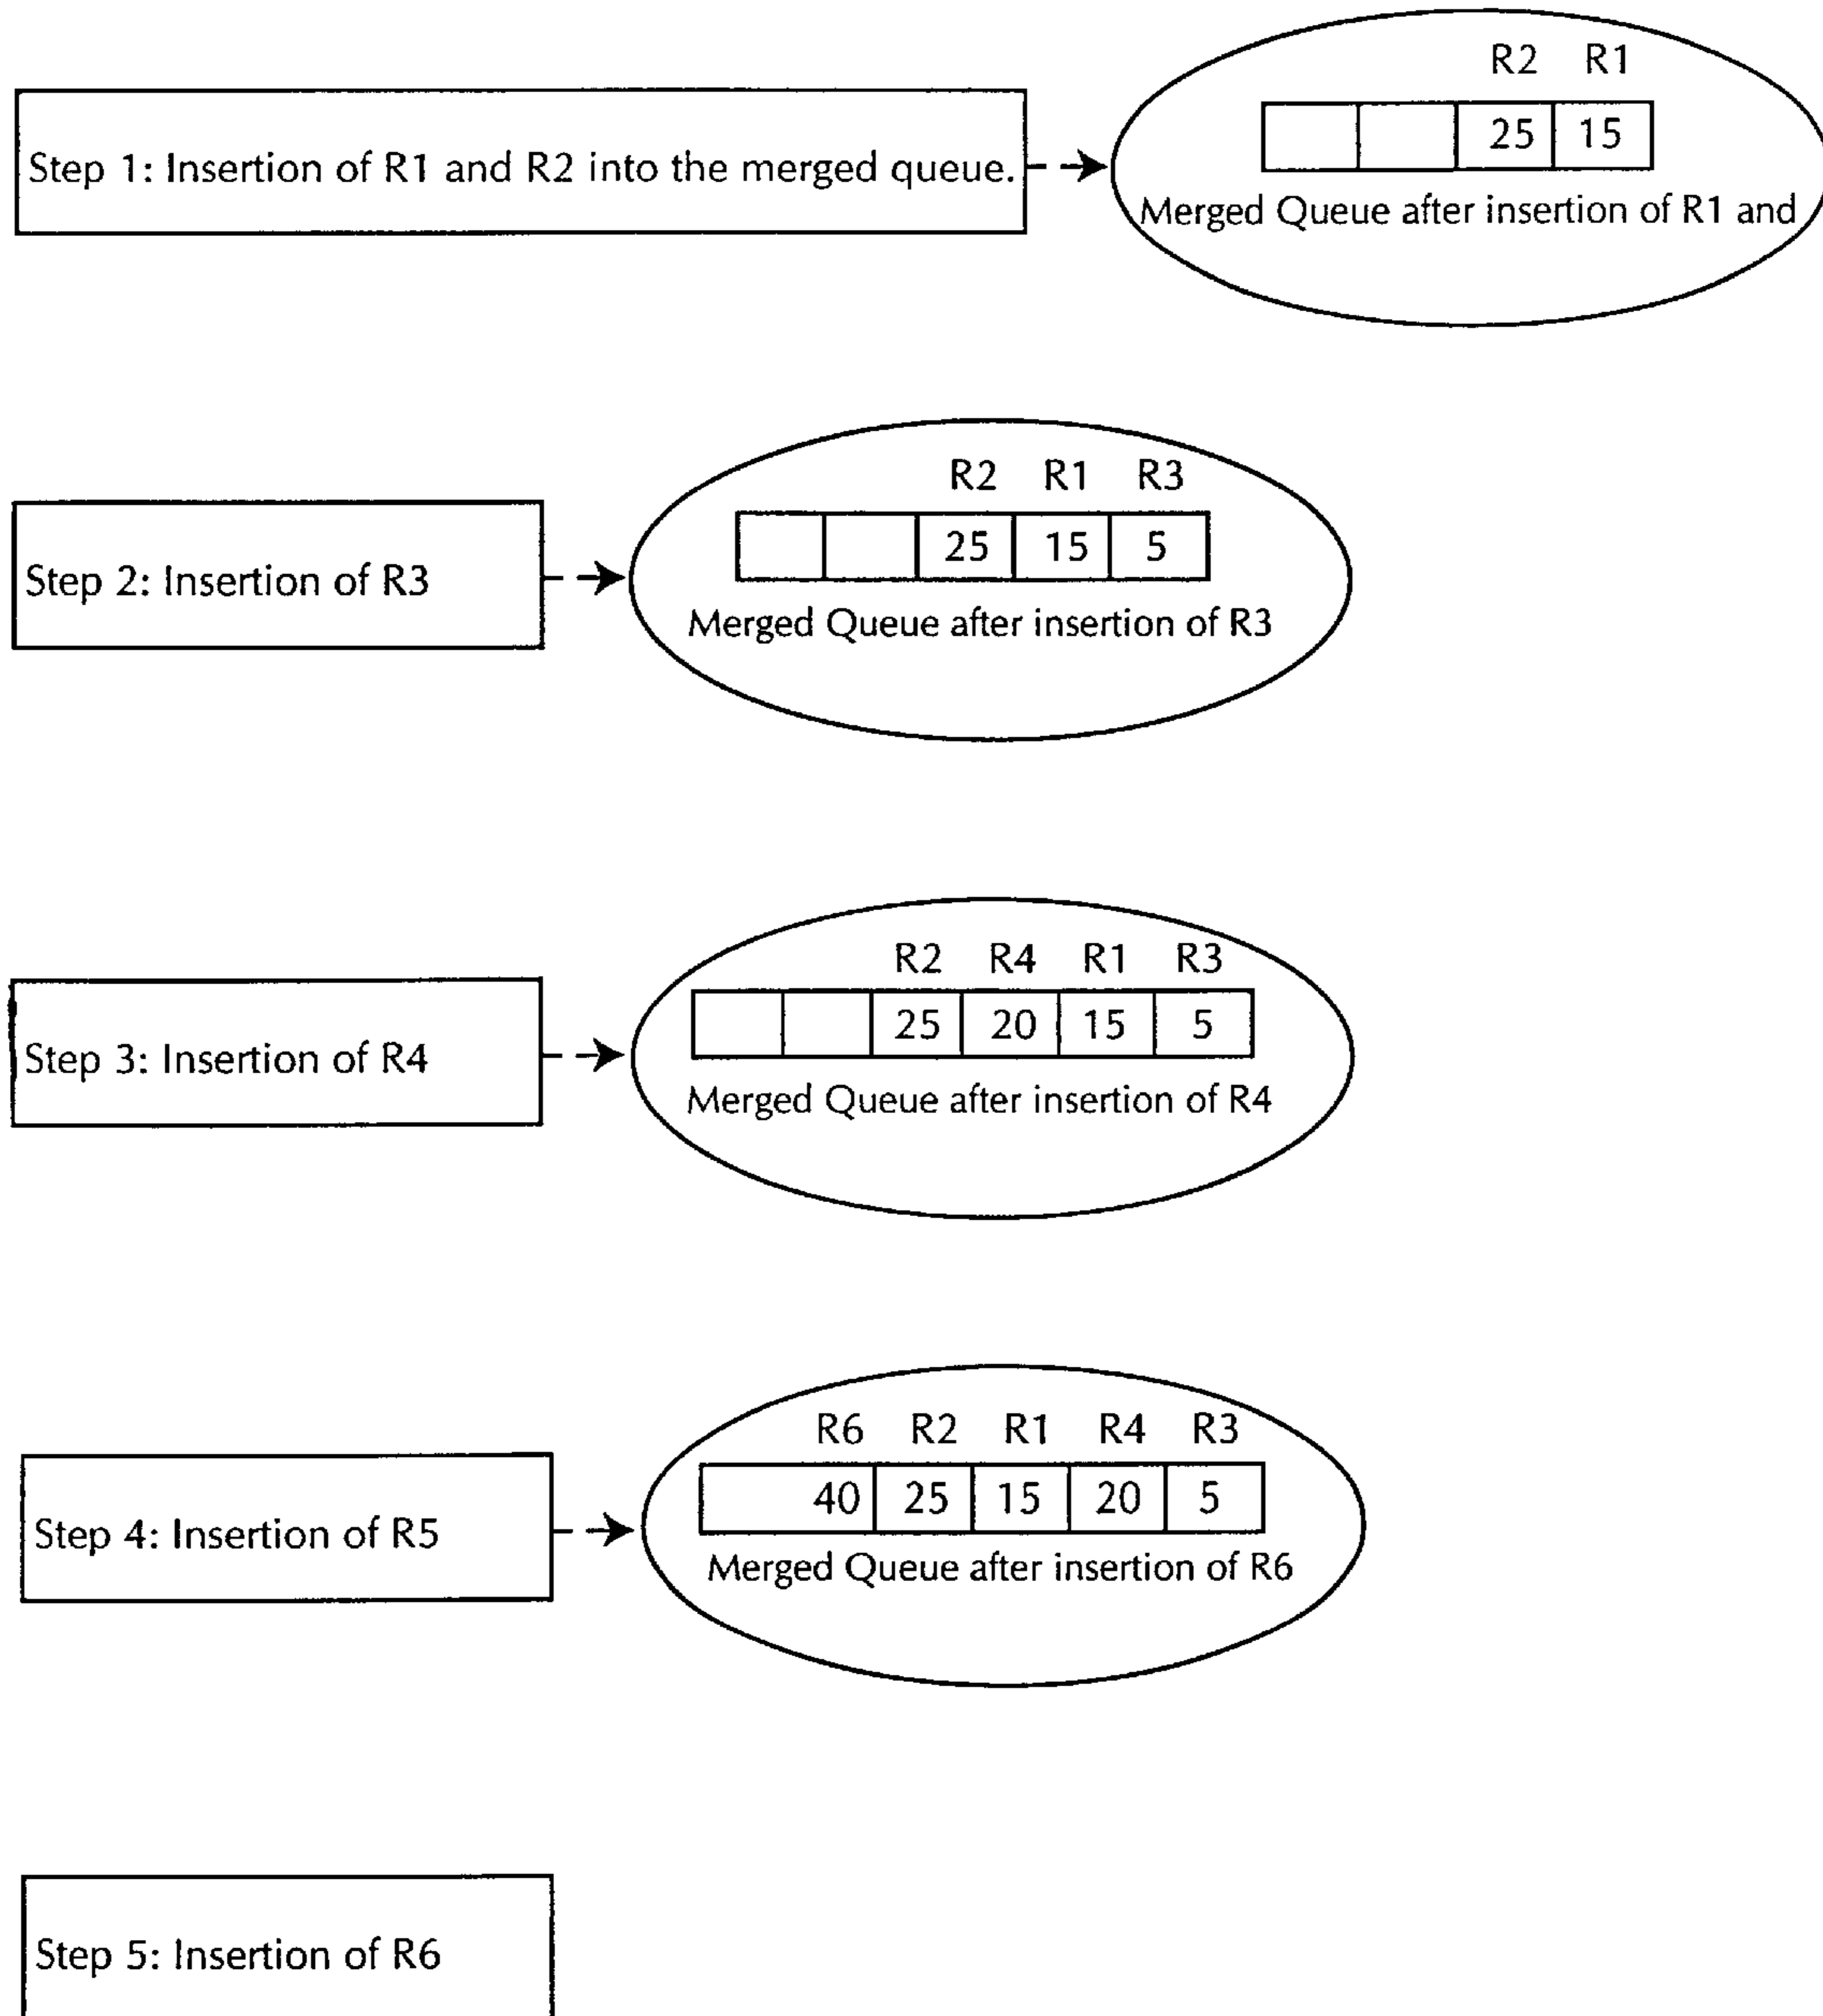 R2 R1
Step 1: Insertion of R1 and R2 into the merged queue.
25 15
Merged Queue after insertion of R1 and
R2 R1 R3
Step 2: Insertion of R3
25 15 5
Merged Queue after insertion of R3
R2 R4 R1 R3
Step 3: Insertion of R4
25 20 15 5
Merged Queue after insertion of R4
R6 R2 R1 R4 R3
Step 4: Insertion of R5
40 25 15 20 5
Merged Queue after insertion of R6
Step 5: Insertion of R6